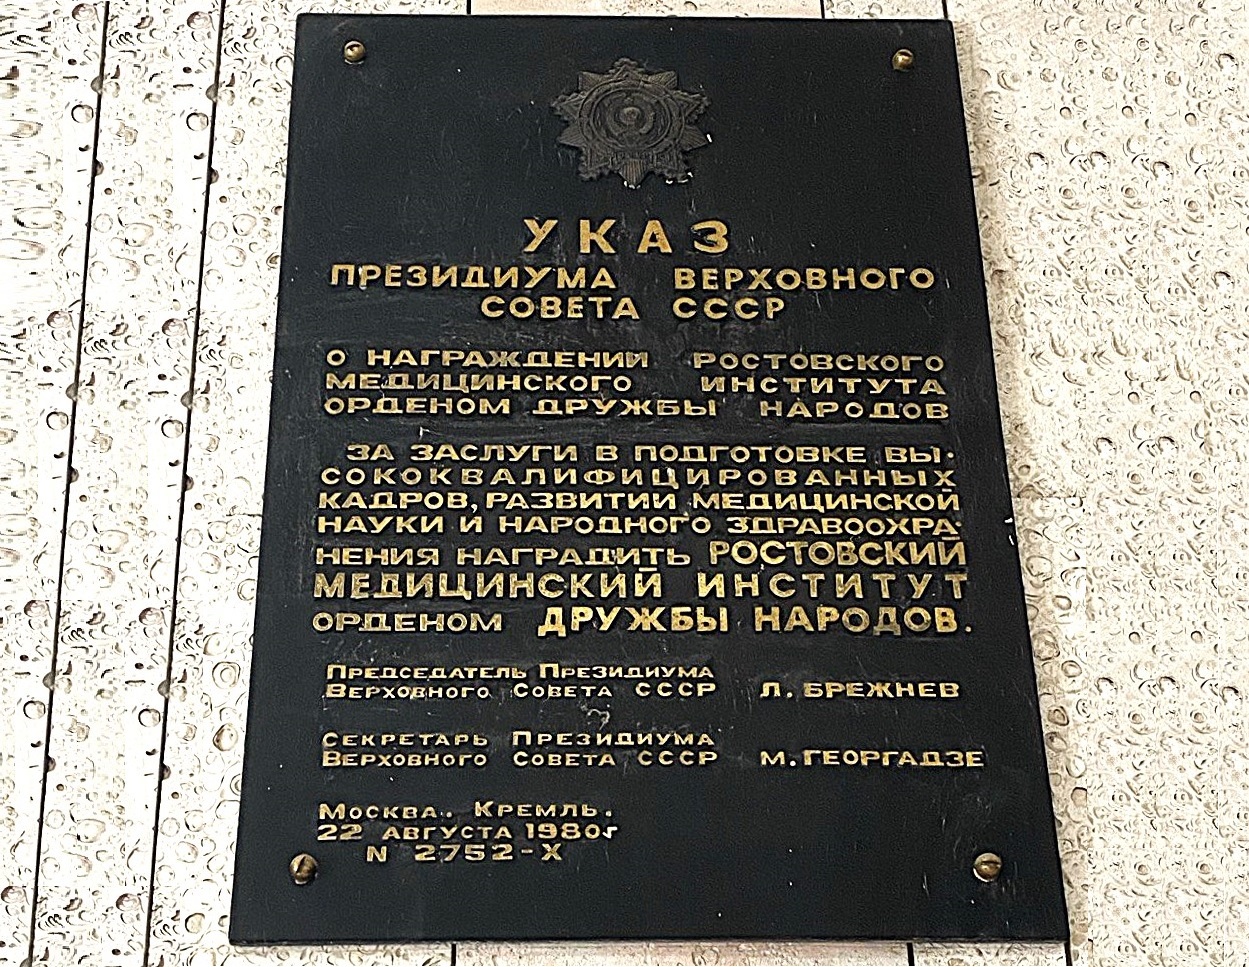 УКАЗ
ПРЕЗИДИУМА ВЕРХОВНОГО
СОВЕТА СССР
О НАГРАЖДЕНИИ РОСТОВСКОГО
МЕДИЦИНСКОГО ИНСТИТУТА
ОРДЕНОМ ДРУЖБЫ НАРОДОВ
ЗА ЗАСЛУГИ В ПОДГОТОВКЕ ВЫ-
СОКОКВАЛИФИЦИРОВАННЫХ
КАДРОВ, РАЗВИТИИ МЕДИЦИНСКОЙ
НАУКИ И НАРОДНОГО ЗДРАВООХРА-
НЕНИЯ НАГРАДИТЬ РОСТОВСКИЙ
МЕДИЦИНСКИЙ ИНСТИТУТ
ОРДЕНОМ ДРУЖБЫ НАРОДОВ.
ПРЕДСЕДАТЕЛЬ ПРЕЗИДИУМА
ВЕРХОВНОГО СОВЕТА СССР Л. БРЕЖНЕВ
СЕКРЕТАРЬ ПРЕЗИДИУМА
ВЕРХОВНОГО СОВЕТА СССР М. ГЕОРГАДЗЕ
МОСКВА. КРЕМЛЬ.
22 АВГУСТА 1980г
N 2752-X